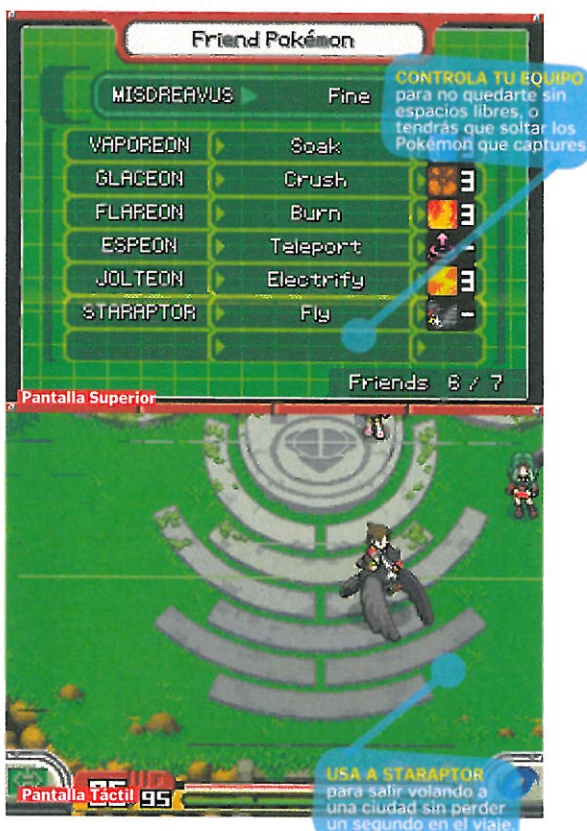 Friend Pokémon
MISDREAVUS Fine
CONTROLA TU EQUIPO
para no quedarte sin
espacios libres, o
tendrás que soltar los
Pokémon que captures
VAPOREON Soak
GLACEON Crush 3
FLAREON Burn 3
ESPEON Teleport -
JOLTEON Electrify 3
STARAPTOR Fly -
Friends 6 / 7
Pantalla Superior
USA A STARAPTOR
para salir volando a
una ciudad sin perder
un segundo en el viaje.
Pantalla Táctil
95